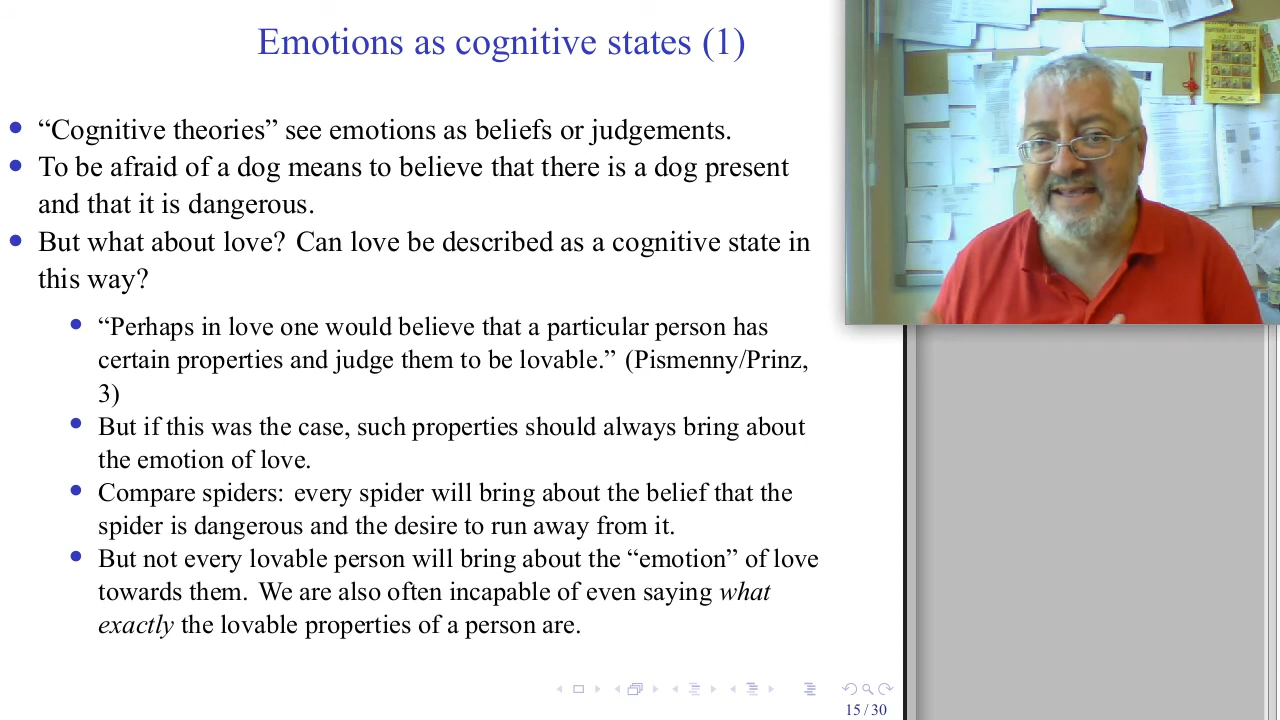 Emotions as cognitive states (1)
“Cognitive theories” see emotions as beliefs or judgements.
To be afraid of a dog means to believe that there is a dog present
and that it is dangerous.
But what about love? Can love be described as a cognitive state in
this way?
“Perhaps in love one would believe that a particular person has
certain properties and judge them to be lovable.” (Pismenny/Prinz,
3)
But if this was the case, such properties should always bring about
the emotion of love.
Compare spiders: every spider will bring about the belief that the
spider is dangerous and the desire to run away from it.
But not every lovable person will bring about the “emotion” of love
towards them. We are also often incapable of even saying what
exactly the lovable properties of a person are.
15 / 30